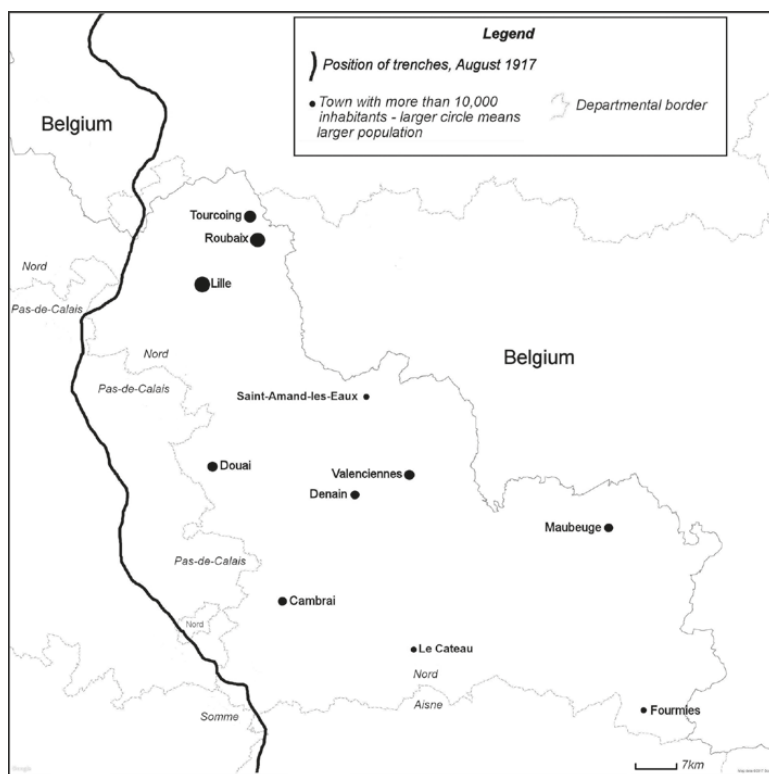 Legend
Position of trenches, August 1917
Town with more than 10,000
inhabitants - larger circle means
larger population
Departmental border
Belgium
Tourcoing
Roubaix
Nord
Lille
Pas-de-Calais
Nord
Belgium
Pas-de-Calais
Saint-Amand-les-Eaux
Douai
Valenciennes
Denain
Maubeuge
Pas-de-Calais
Cambrai
Nord
Le Cateau
Nord
Aisne
Somme
Fourmies
7km